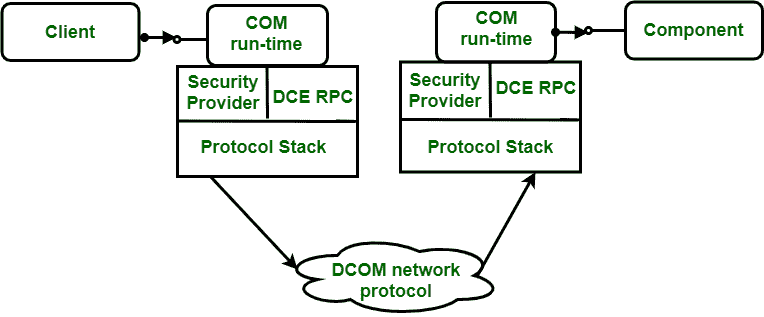 Client
COM
run-time
COM
run-time
Component
Security
Provider
DCE RPC
Security
Provider
DCE RPC
Protocol Stack
Protocol Stack
DCOM network
protocol